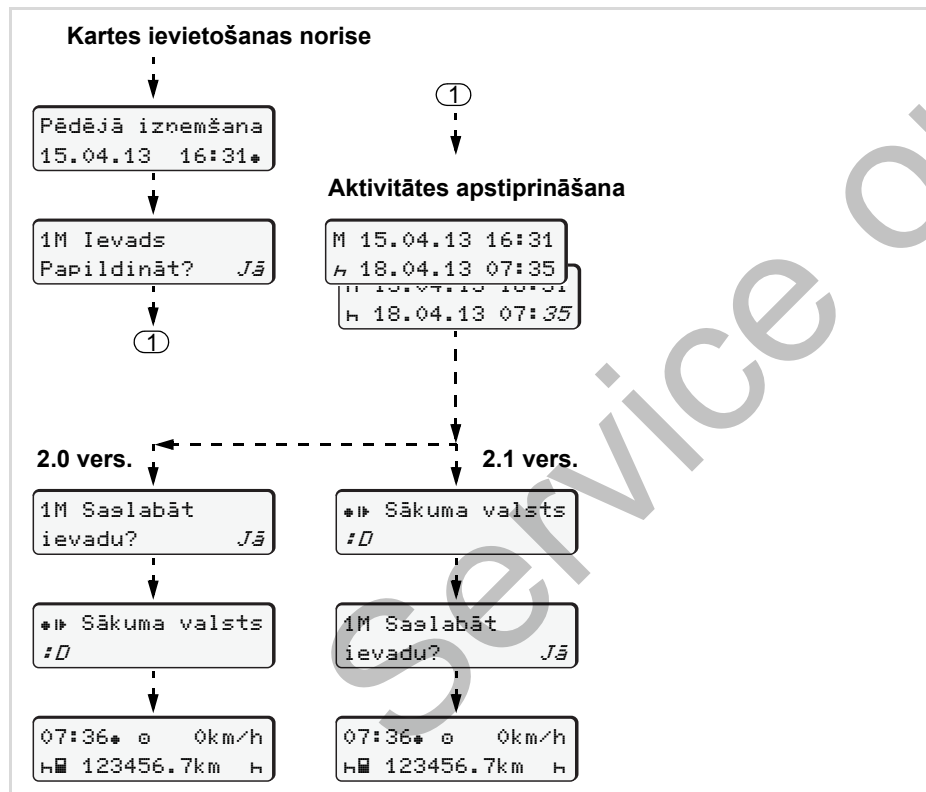 Kartes ievietošanas norise
Pēdējā izņemšana
15.04.13 16:31
1M Ievads
Papildināt? Jā
1
1
Aktivitātes apstiprināšana
M 15.04.13 16:31
18.04.13 07:35
18.04.13 07:35
2.0 vers.
1M Saglabāt
ievadu? Jā
Sākuma valsts
:D
07:36 0km/h
123456.7km
2.1 vers.
Sākuma valsts
:D
1M Saglabāt
ievadu? Jā
07:36 0km/h
123456.7km
Service